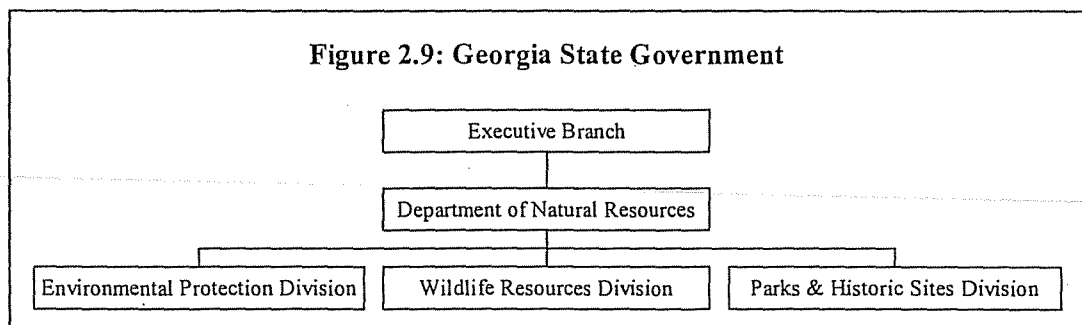 Figure 2.9: Georgia State Government
Executive Branch
Department of Natural Resources
Environmental Protection Division
Wildlife Resources Division
Parks & Historic Sites Division